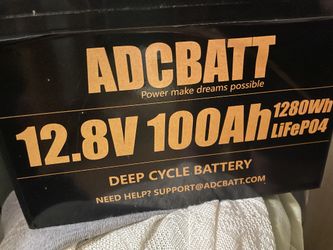 ADCBATT
Power make dreams possible
12.8V 100Ah 1280Wh
LiFePO4
DEEP CYCLE BATTERY
NEED HELP? SUPPORT@ADCBATT.COM